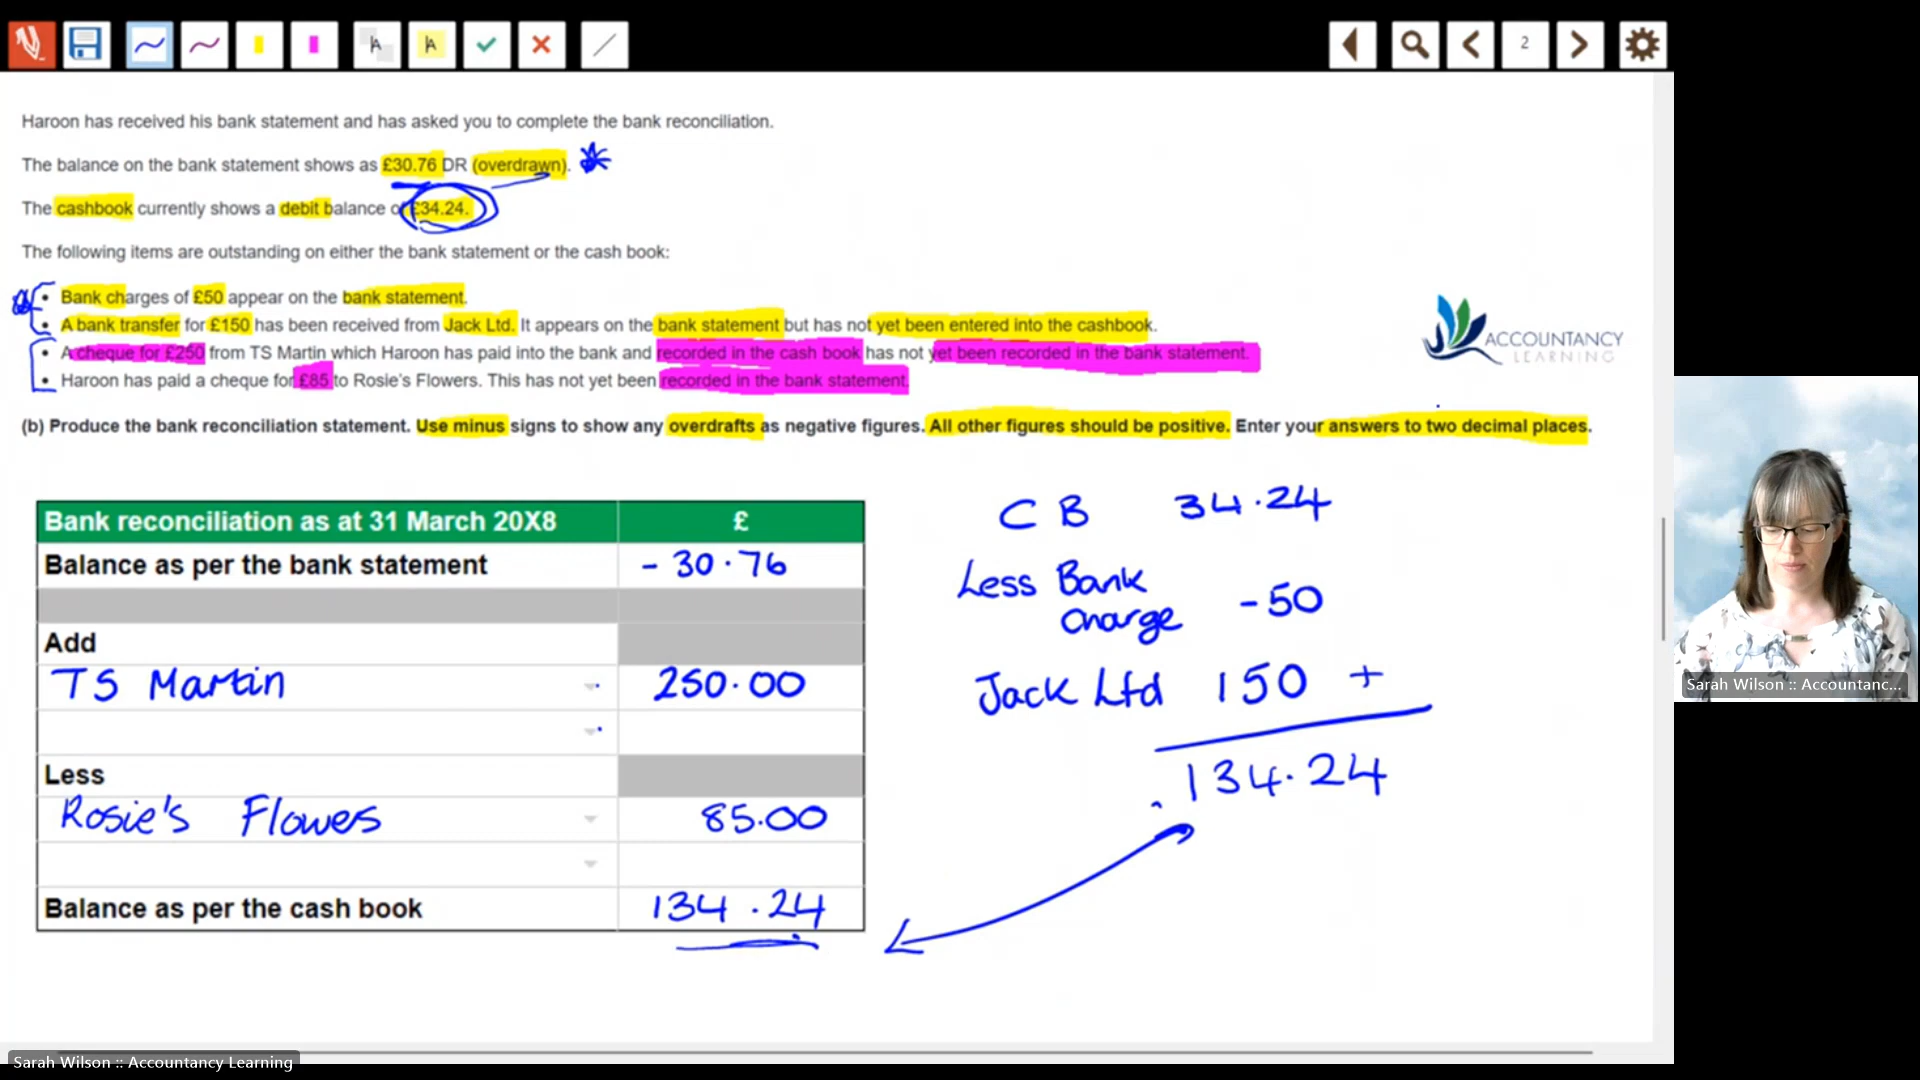 2
Haroon has received his bank statement and has asked you to complete the bank reconciliation.
The balance on the bank statement shows as £30.76 DR (overdrawn).
The cashbook currently shows a debit balance of £34.24.
The following items are outstanding on either the bank statement or the cash book:
• Bank charges of £50 appear on the bank statement.
• A bank transfer for £150 has been received from Jack Ltd. It appears on the bank statement but has not yet been entered into the cashbook.
• A cheque for £250 from TS Martin which Haroon has paid into the bank and recorded in the cash book has not yet been recorded in the bank statement.
• Haroon has paid a cheque for £85 to Rosie's Flowers. This has not yet been recorded in the bank statement.
ACCOUNTANCY
LEARNING
(b) Produce the bank reconciliation statement. Use minus signs to show any overdrafts as negative figures. All other figures should be positive. Enter your answers to two decimal places.
Bank reconciliation as at 31 March 20X8 £
Balance as per the bank statement - 30.76
Add
TS Martin 250.00
Less
Rosie's Flowes 85.00
Balance as per the cash book 134.24
C B 34.24
Less Bank
Charge -50
Jack Ltd 150 +
134.24
Sarah Wilson :: Accountanc...
Sarah Wilson :: Accountancy Learning